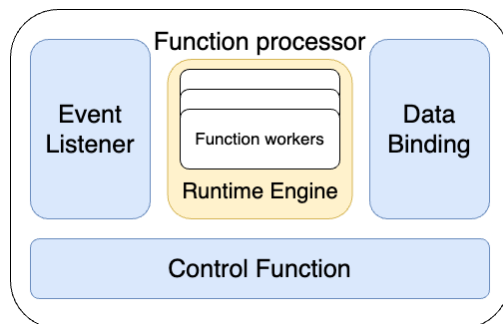 Function processor
Event
Listener
Function workers
Runtime Engine
Data
Binding
Control Function